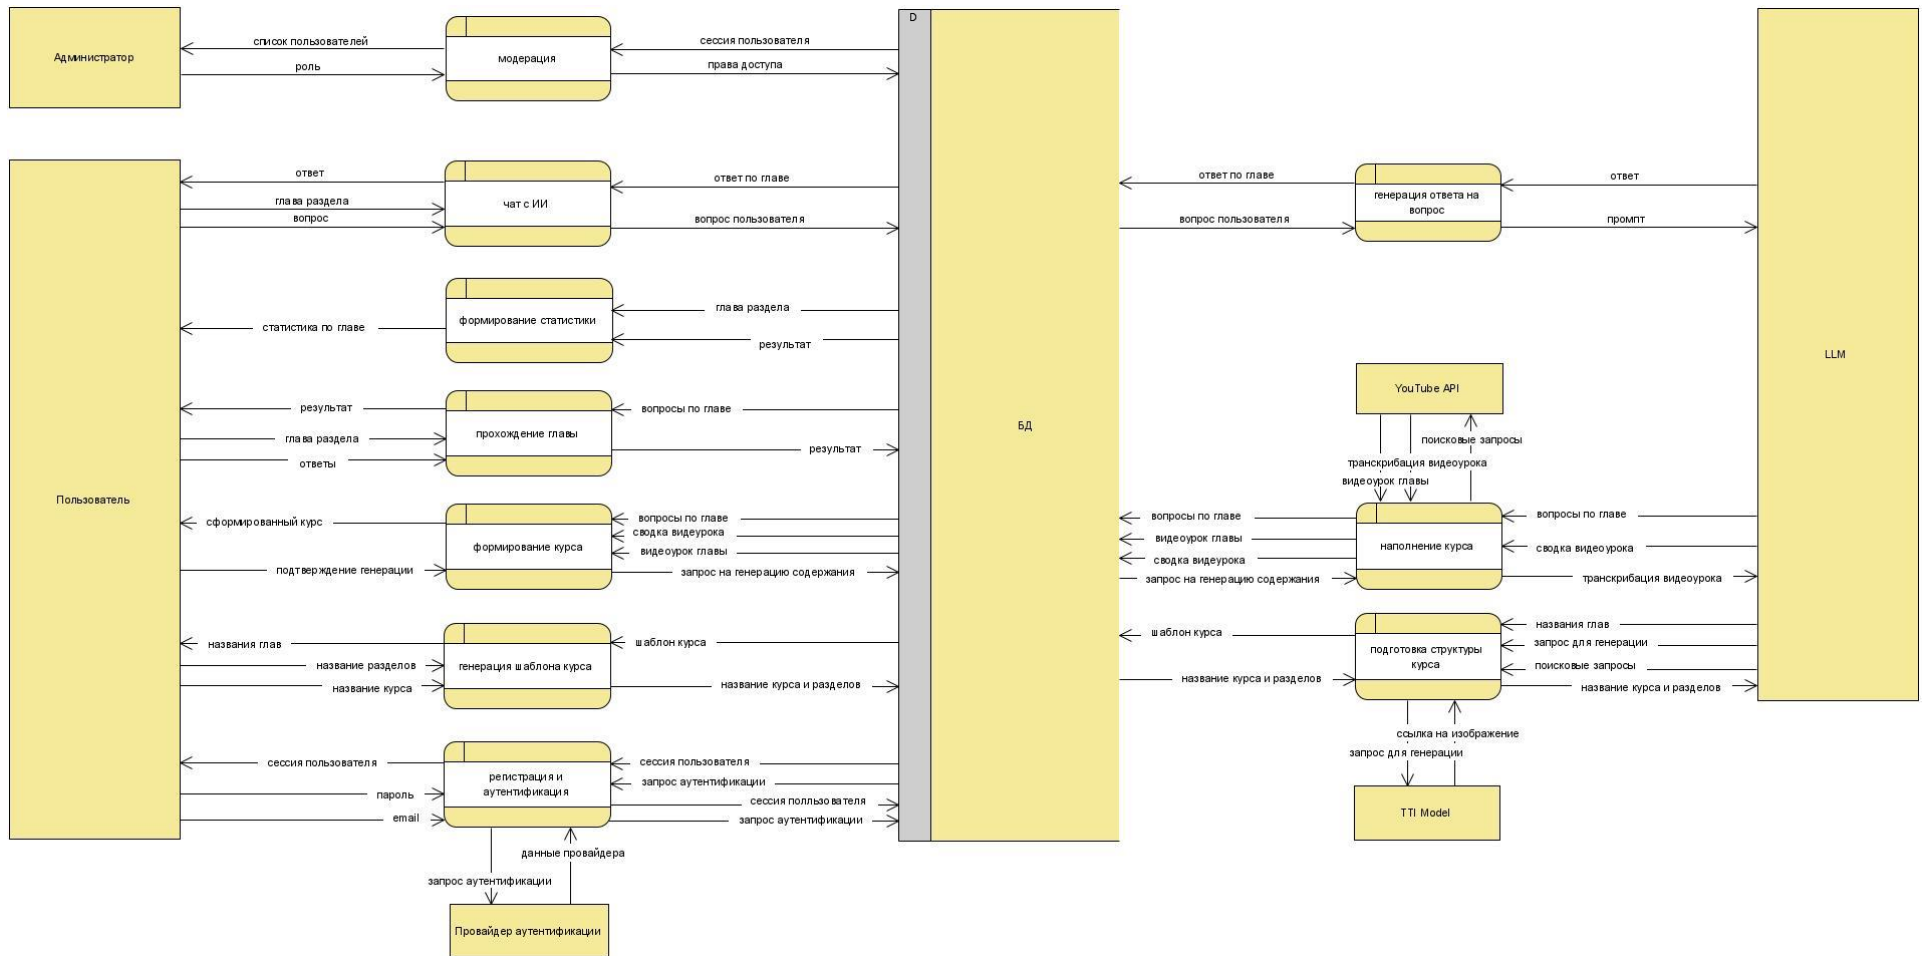 D
Администратор
список пользователей
роль
модерация
сессия пользователя
права доступа
Пользователь
ответ
глава раздела
вопрос
чат с ИИ
ответ по главе
вопрос пользователя
статистика по главе
формирование статистики
глава раздела
результат
результат
глава раздела
ответы
прохождение главы
вопросы по главе
результат
сформированный курс
подтверждение генерации
формирование курса
вопросы по главе
сводка видеурока
видеоурок главы
запрос на генерацию содержания
названия глав
название разделов
название курса
генерация шаблона курса
шаблон курса
название курса и разделов
сессия пользователя
пароль
email
регистрация и
аутентификация
сессия пользователя
запрос аутентификации
сессия полльзователя
запрос аутентификации
данные провайдера
запрос аутентификации
Провайдер аутентификации
БД
ответ по главе
вопрос пользователя
генерация ответа на
вопрос
ответ
промпт
LLM
YouTube API
поисковые запросы
транскрибация видеоурока
видеоурок главы
вопросы по главе
видеоурок главы
сводка видеурока
запрос на генерацию содержания
наполнение курса
вопросы по главе
сводка видеоурока
транскрибация видеоурока
шаблон курса
название курса и разделов
подготовка структуры
курса
названия глав
запрос для генерации
поисковые запросы
название курса и разделов
ссылка на изображение
запрос для генерации
TTI Model